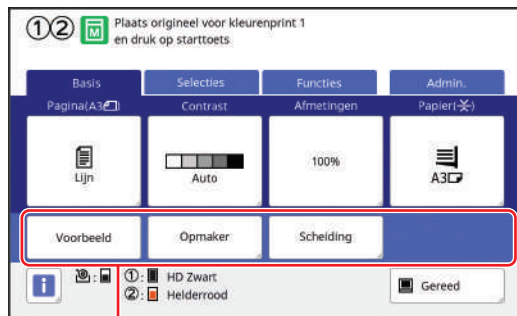 ①② M Plaats origineel voor kleurenprint 1
en druk op starttoets
Basis Selecties Functies Admin.
Pagina(A3) Contrast Afmetingen Papier()
Lijn Auto 100% A3
Voorbeeld Opmaker Scheiding
i ①: HD Zwart
②: Helderrood
Gereed